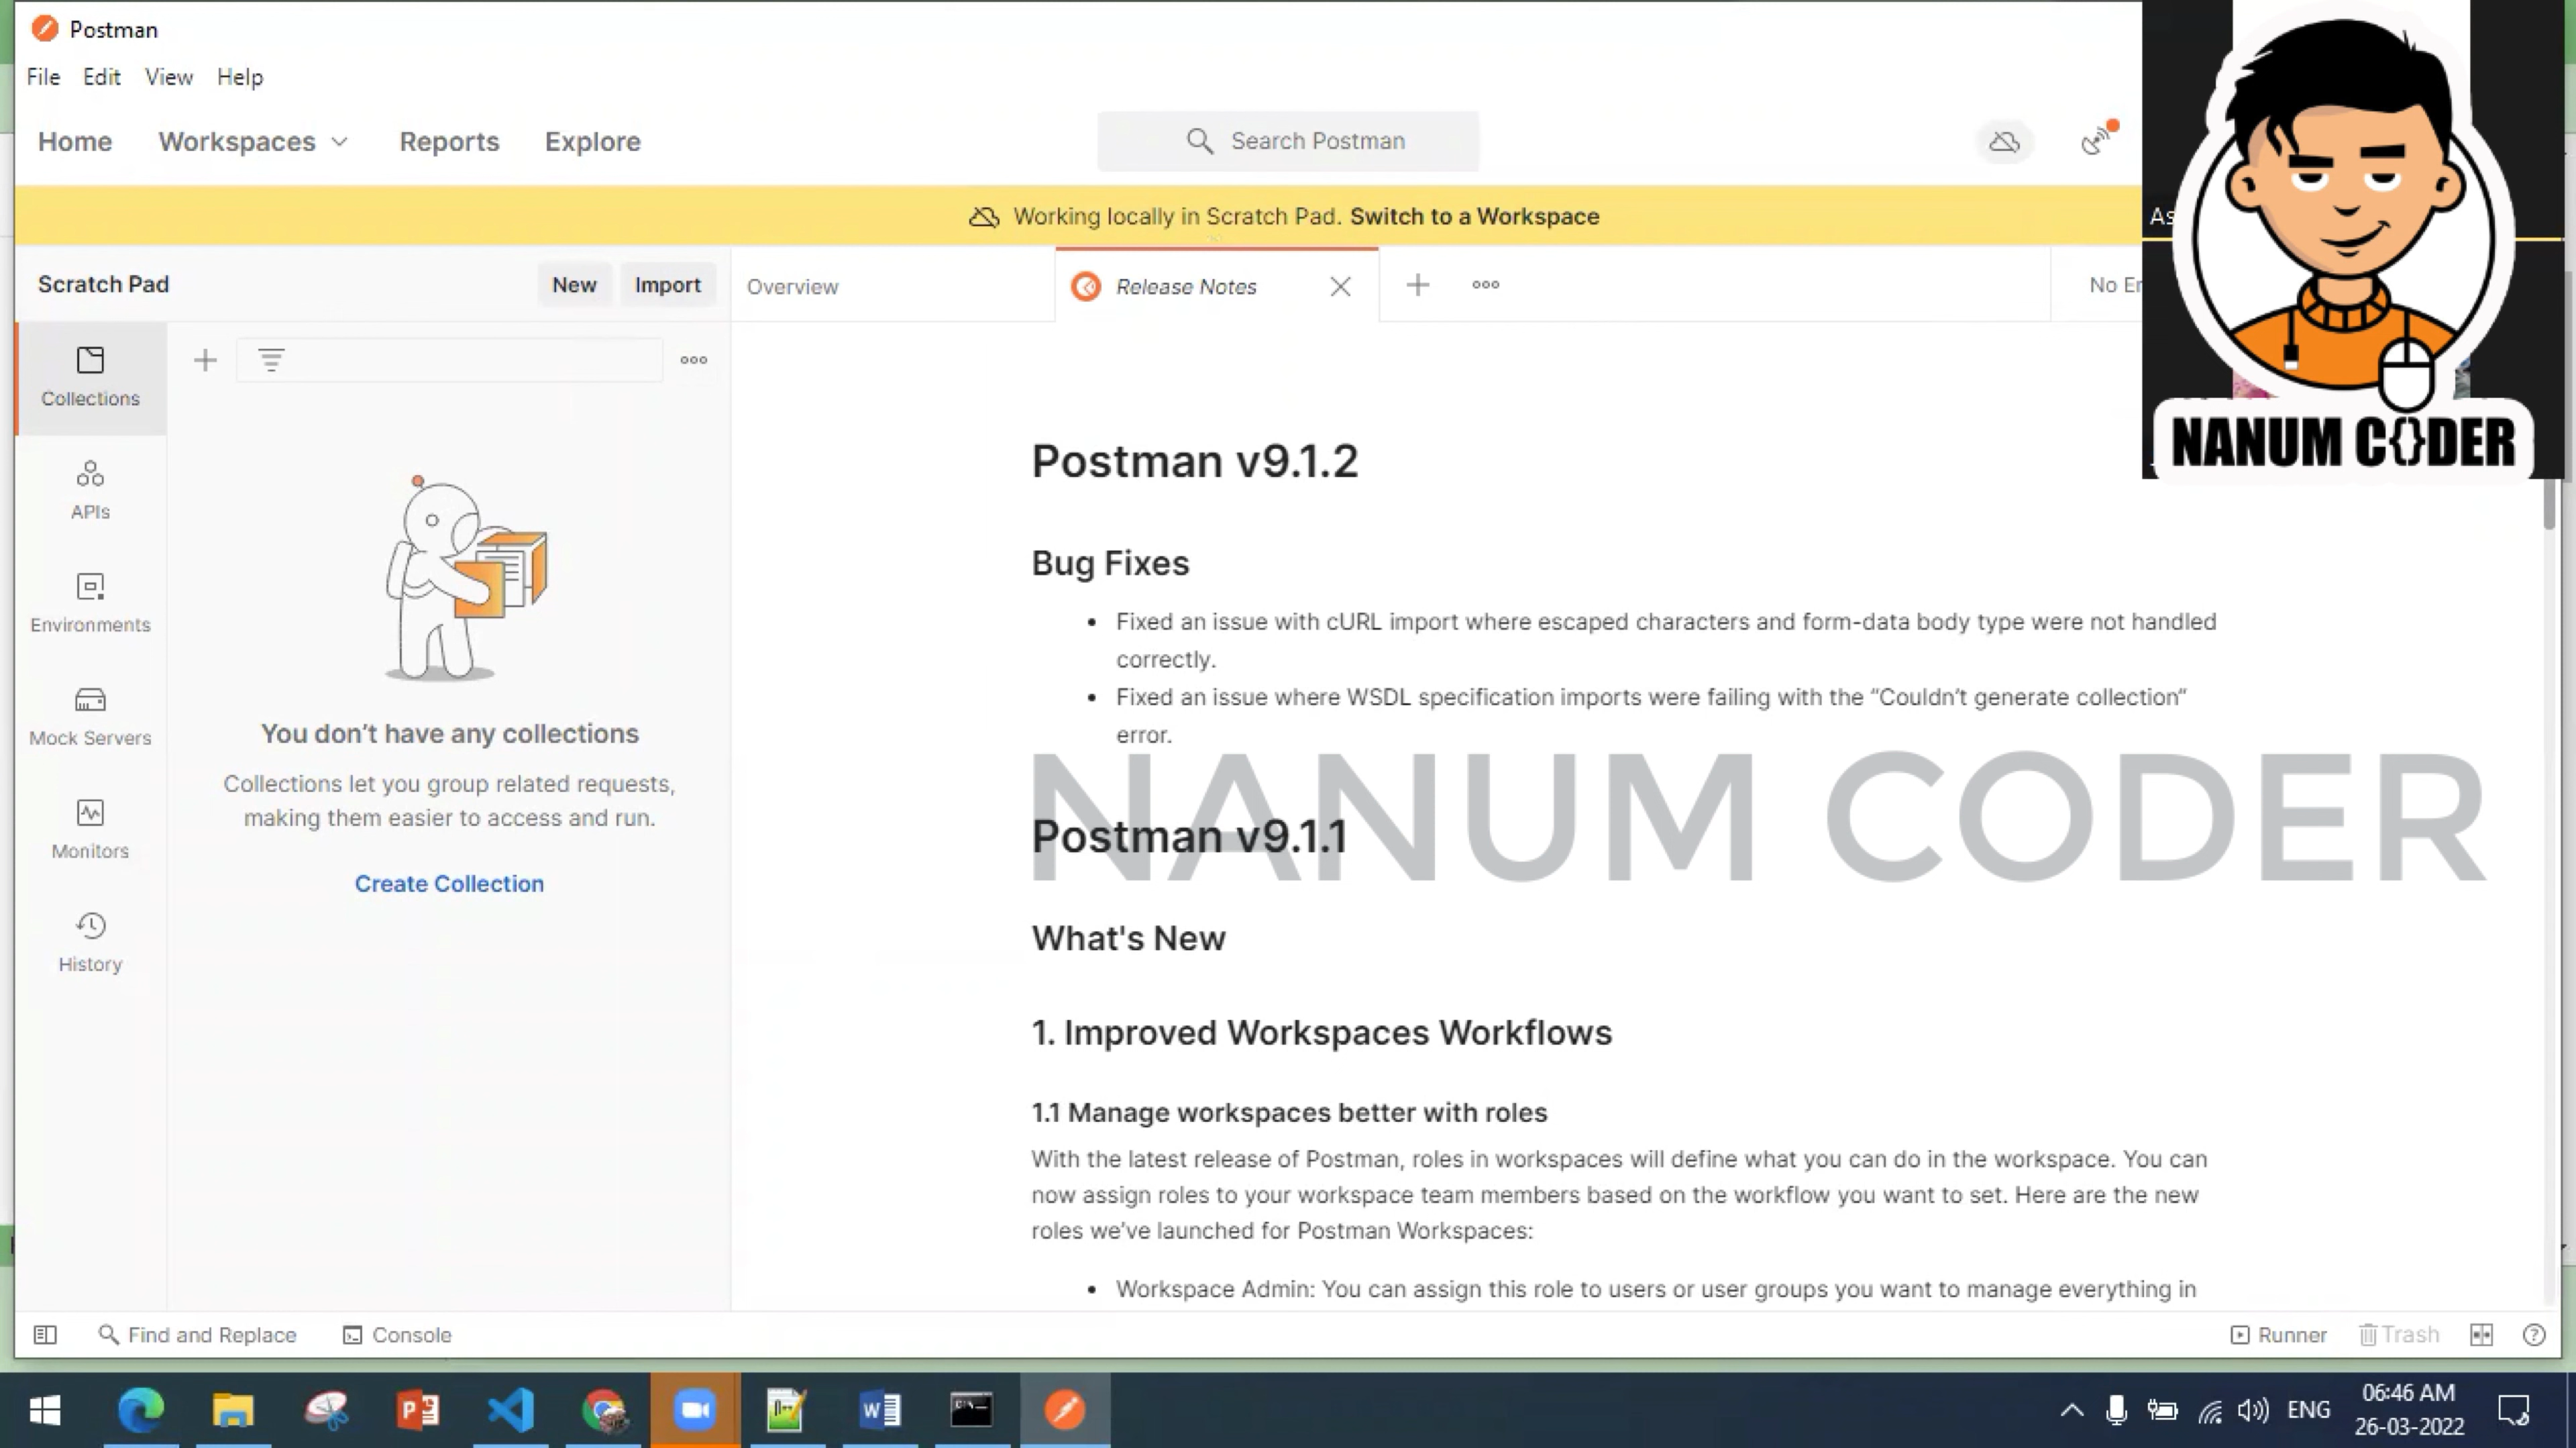 Postman
File Edit View Help
Home Workspaces Reports Explore
Search Postman
Working locally in Scratch Pad. Switch to a Workspace
As
Scratch Pad
New Import
Overview
Release Notes
No En
NANUM C{}DER
Collections
APIs
Environments
Mock Servers
Monitors
History
You don't have any collections
Collections let you group related requests,
making them easier to access and run.
Create Collection
Postman v9.1.2
Bug Fixes
• Fixed an issue with cURL import where escaped characters and form-data body type were not handled
correctly.
• Fixed an issue where WSDL specification imports were failing with the “Couldn’t generate collection“
error.
NANUM CODER
Postman v9.1.1
What's New
1. Improved Workspaces Workflows
1.1 Manage workspaces better with roles
With the latest release of Postman, roles in workspaces will define what you can do in the workspace. You can
now assign roles to your workspace team members based on the workflow you want to set. Here are the new
roles we’ve launched for Postman Workspaces:
• Workspace Admin: You can assign this role to users or user groups you want to manage everything in
Find and Replace Console
Runner Trash
ENG
06:46 AM
26-03-2022